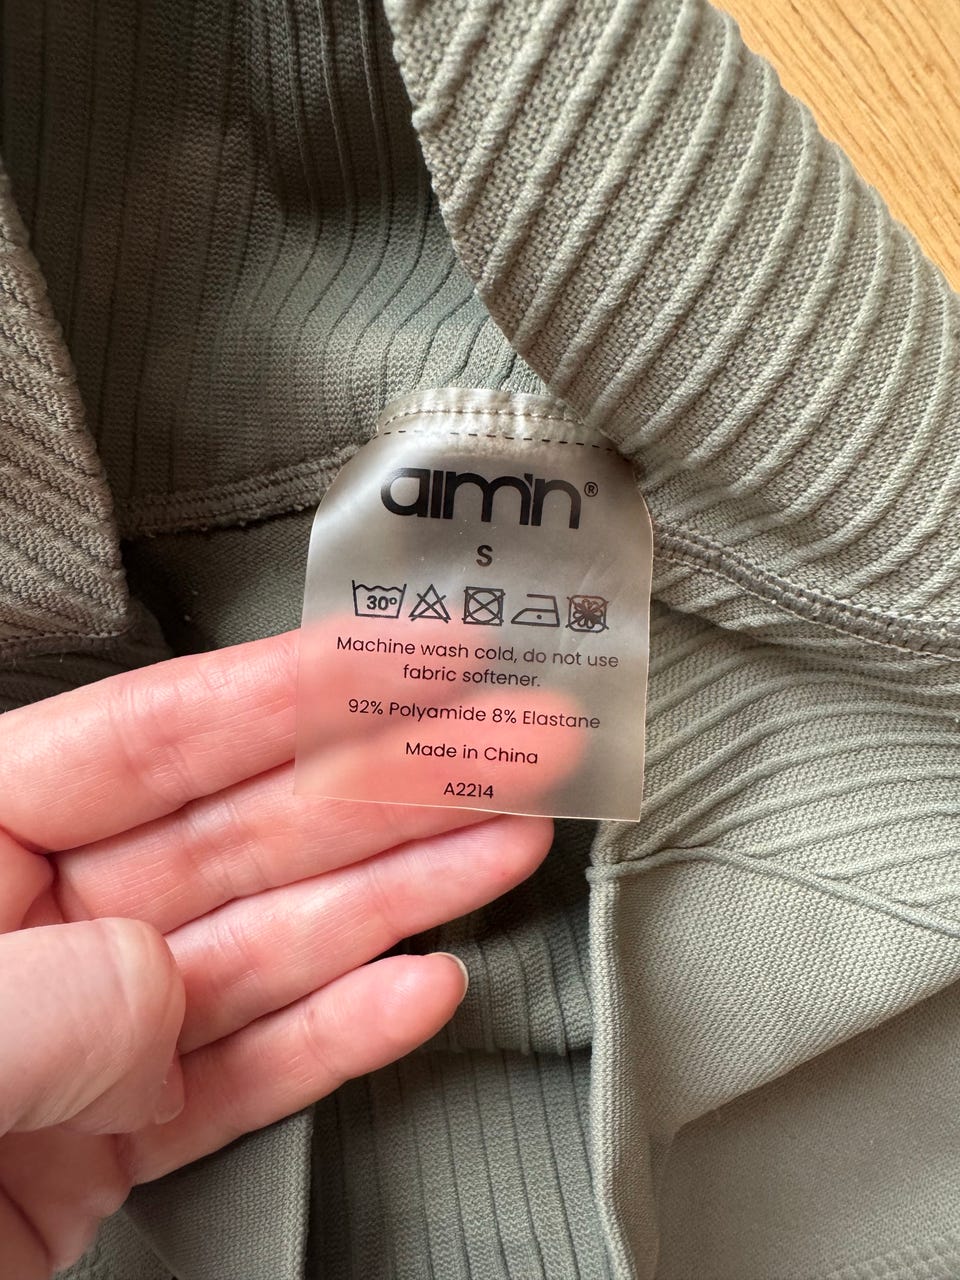 aim'n®
S
30°
Machine wash cold, do not use
fabric softener.
92% Polyamide 8% Elastane
Made in China
A2214